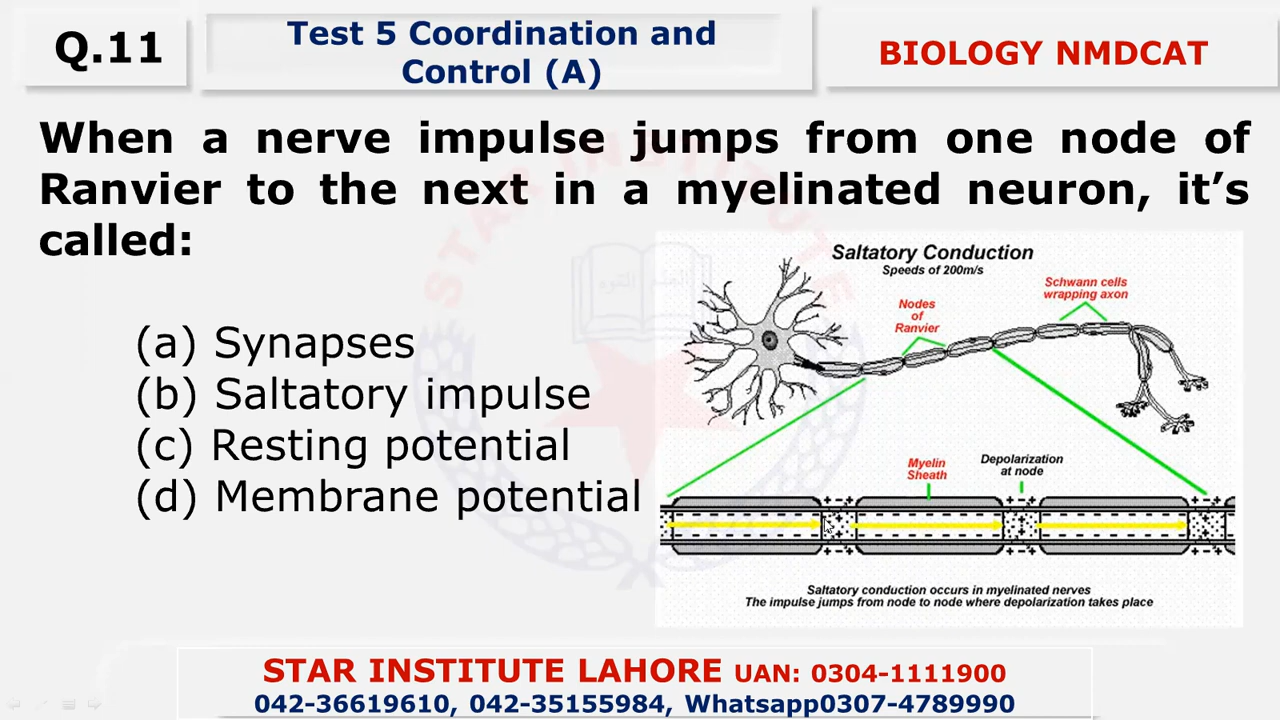 Q.11
Test 5 Coordination and
Control (A)
BIOLOGY NMDCAT
When a nerve impulse jumps from one node of
Ranvier to the next in a myelinated neuron, it’s
called:
(a) Synapses
(b) Saltatory impulse
(c) Resting potential
(d) Membrane potential
Saltatory Conduction
Speeds of 200m/s
Nodes
of
Ranvier
Schwann cells
wrapping axon
Myelin
Sheath
Depolarization
at node
Saltatory conduction occurs in myelinated nerves
The impulse jumps from node to node where depolarization takes place
STAR INSTITUTE
STAR INSTITUTE LAHORE UAN: 0304-1111900
042-36619610, 042-35155984, Whatsapp0307-4789990